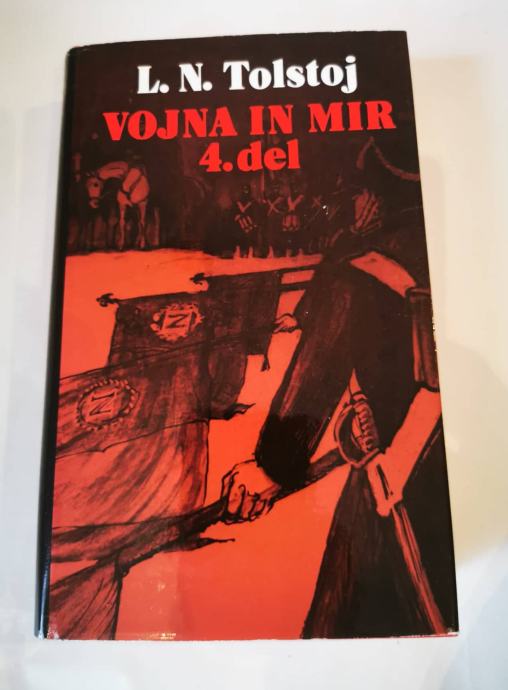 L. N. Tolstoj
VOJNA IN MIR
4. del
N
N